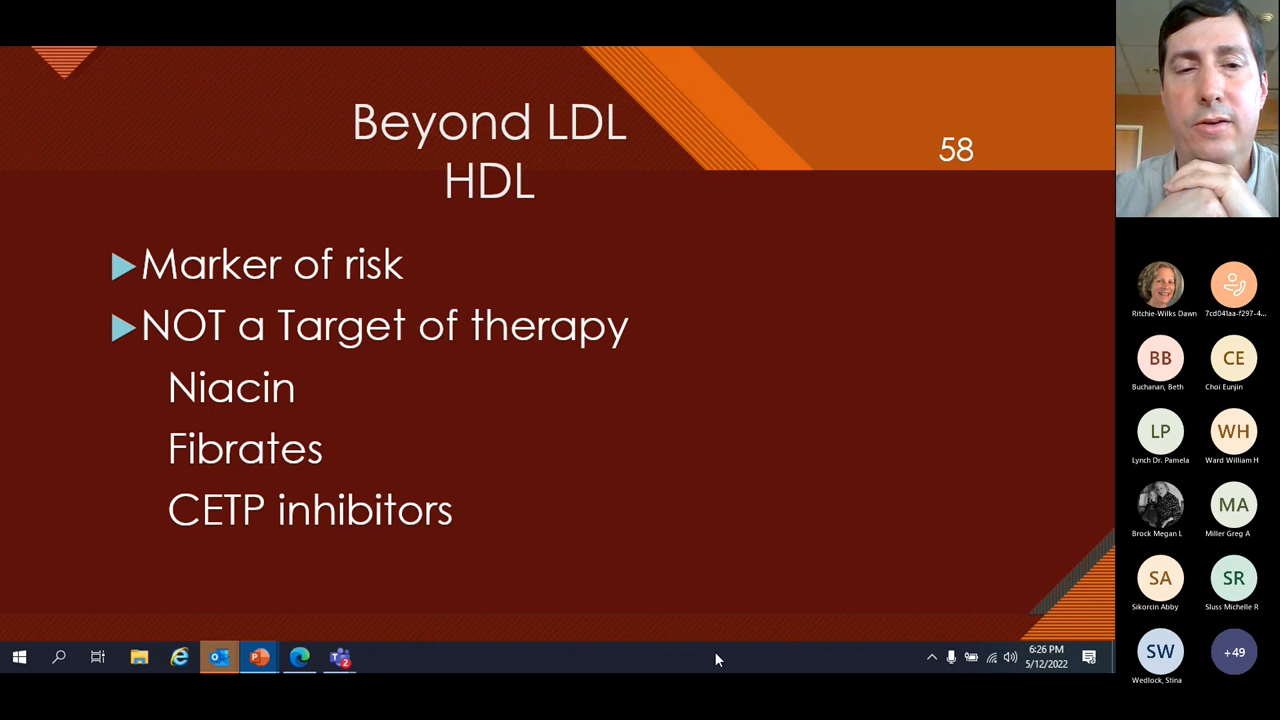 Beyond LDL
HDL
58
Marker of risk
NOT a Target of therapy
Niacin
Fibrates
CETP inhibitors
Ritchie-Wilks Dawn
7cd041aa-f297-4...
BB
CE
Buchanan, Beth
Choi Eunjin
LP
WH
Lynch Dr. Pamela
Ward William H
MA
Brock Megan L
Miller Greg A
SA
SR
Sikorcin Abby
Sluss Michelle R
SW
+49
Wedlock, Stina
2
6:26 PM
5/12/2022